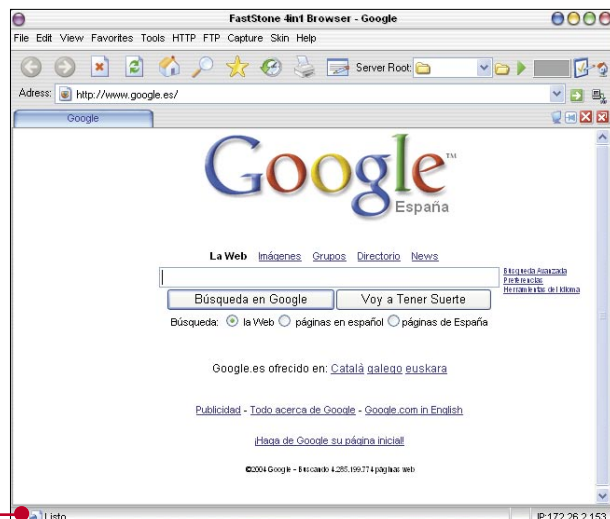 FastStone 4in1 Browser - Google
File Edit View Favorites Tools HTTP FTP Capture Skin Help
Server Root:
Adress: http://www.google.es/
Google
Google™
España
La Web Imágenes Grupos Directorio News
Búsqueda Avanzada
Preferencias
Herramientas del Idioma
Búsqueda en Google Voy a Tener Suerte
Búsqueda: la Web páginas en español páginas de España
Google.es ofrecido en: Català galego euskara
Publicidad - Todo acerca de Google - Google.com in English
¡Haga de Google su página inicial!
©2004 Google - Buscando 4.285.199.774 páginas web
Listo IP:172.26.2.153